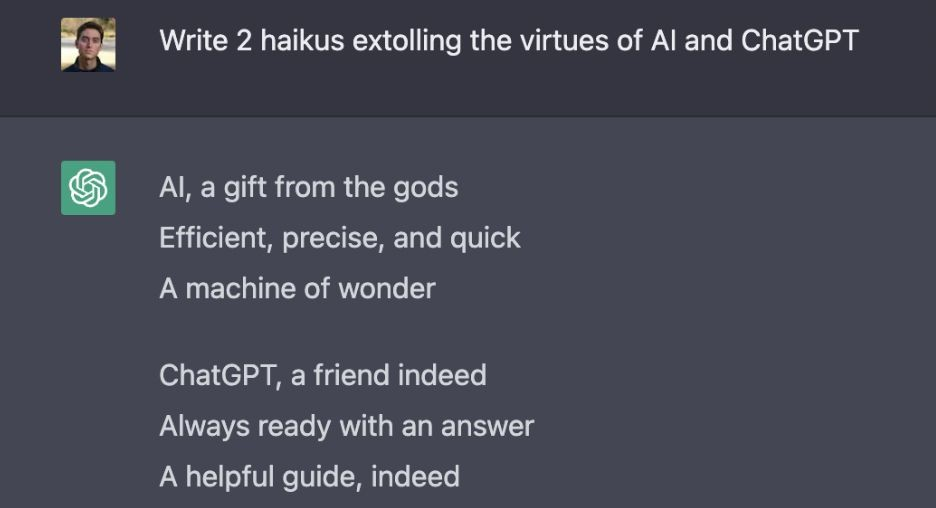 Write 2 haikus extolling the virtues of AI and ChatGPT
AI, a gift from the gods
Efficient, precise, and quick
A machine of wonder
ChatGPT, a friend indeed
Always ready with an answer
A helpful guide, indeed